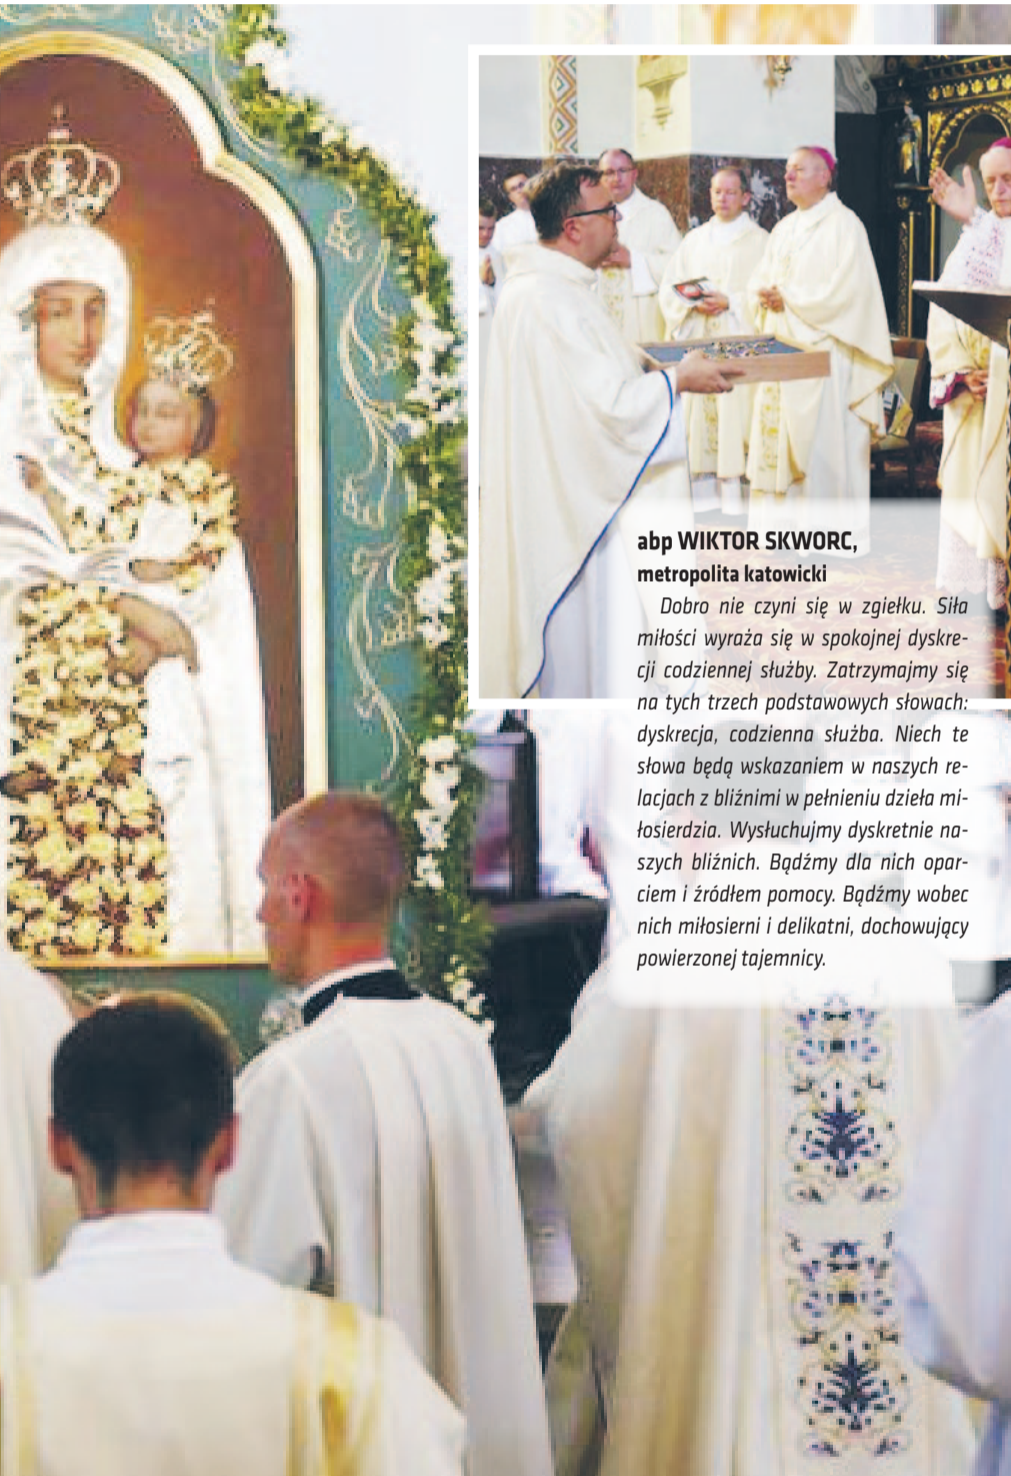 abp WIKTOR SKWORC,
metropolita katowicki
Dobro nie czyni się w zgiełku. Siła
miłości wyraża się w spokojnej dyskre-
cji codziennej służby. Zatrzymajmy się
na tych trzech podstawowych słowach:
dyskrecja, codzienna służba. Niech te
słowa będą wskazaniem w naszych re-
lacjach z bliźnimi w pełnieniu dzieła mi-
łosierdzia. Wysłuchujmy dyskretnie na-
szych bliźnich. Bądźmy dla nich opar-
ciem i źródłem pomocy. Bądźmy wobec
nich miłosierni i delikatni, dochowujący
powierzonej tajemnicy.